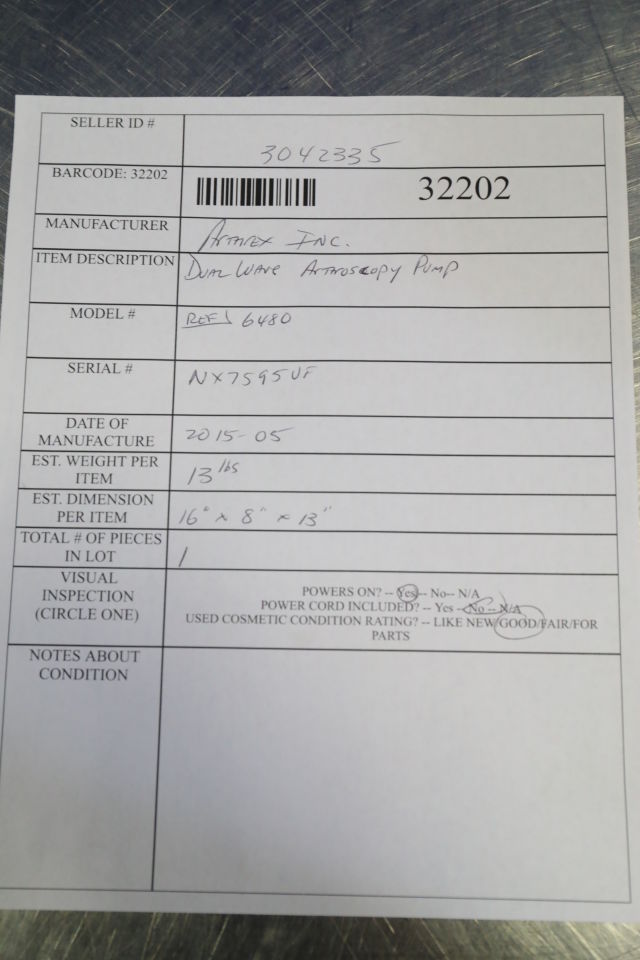 SELLER ID #
3042335
BARCODE: 32202
32202
MANUFACTURER
Arthrex Inc.
ITEM DESCRIPTION
Dual Wave Arthroscopy Pump
MODEL #
REF 6480
SERIAL #
NX7595UF
DATE OF
MANUFACTURE
2015-05
EST. WEIGHT PER
ITEM
13 lbs
EST. DIMENSION
PER ITEM
16" x 8" x 13"
TOTAL # OF PIECES
IN LOT
1
VISUAL
INSPECTION
(CIRCLE ONE)
POWERS ON? -- Yes -- No-- N/A
POWER CORD INCLUDED? -- Yes -- No -- N/A
USED COSMETIC CONDITION RATING? -- LIKE NEW/GOOD/FAIR/FOR
PARTS
NOTES ABOUT
CONDITION